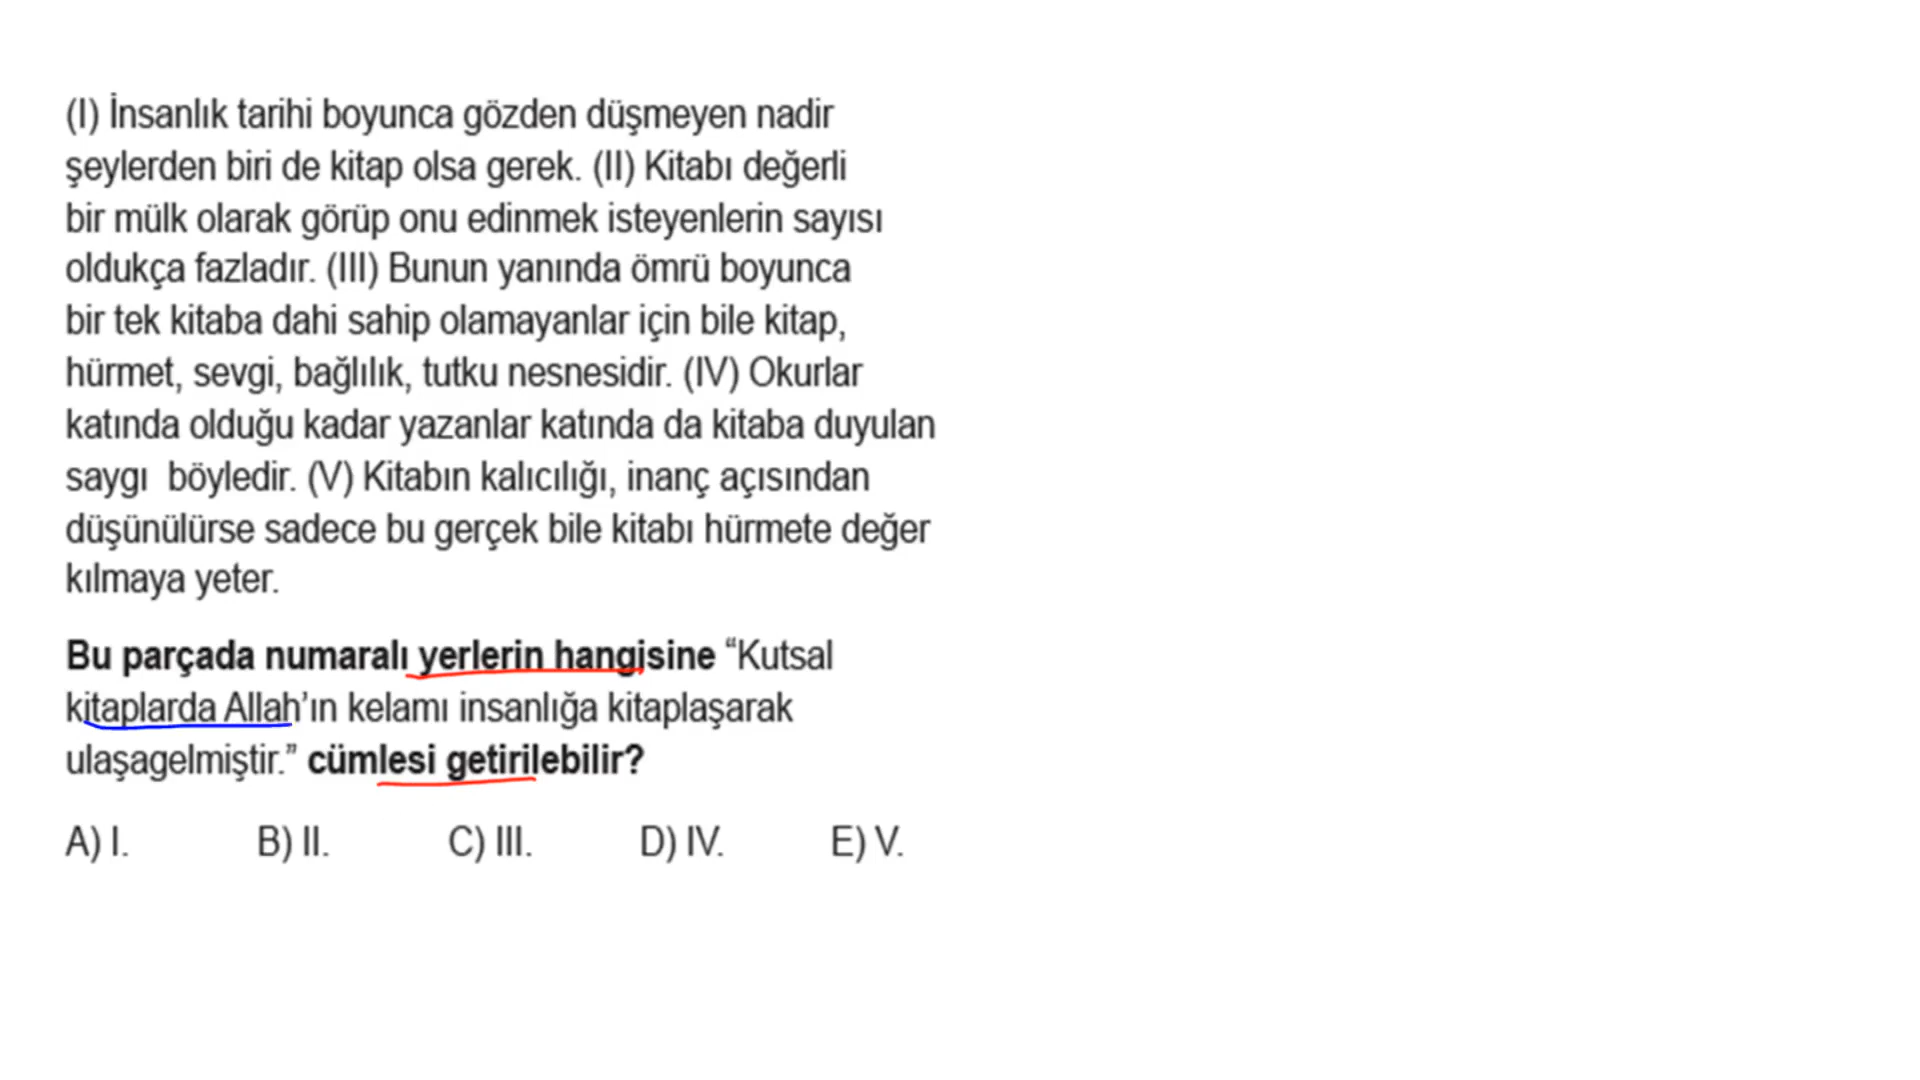 (I) İnsanlık tarihi boyunca gözden düşmeyen nadir
şeylerden biri de kitap olsa gerek. (II) Kitabı değerli
bir mülk olarak görüp onu edinmek isteyenlerin sayısı
oldukça fazladır. (III) Bunun yanında ömrü boyunca
bir tek kitaba dahi sahip olamayanlar için bile kitap,
hürmet, sevgi, bağlılık, tutku nesnesidir. (IV) Okurlar
katında olduğu kadar yazanlar katında da kitaba duyulan
saygı böyledir. (V) Kitabın kalıcılığı, inanç açısından
düşünülürse sadece bu gerçek bile kitabı hürmete değer
kılmaya yeter.
Bu parçada numaralı yerlerin hangisine “Kutsal
kitaplarda Allah’ın kelamı insanlığa kitaplaşarak
ulaşagelmiştir.” cümlesi getirilebilir?
A) I. B) II. C) III. D) IV. E) V.